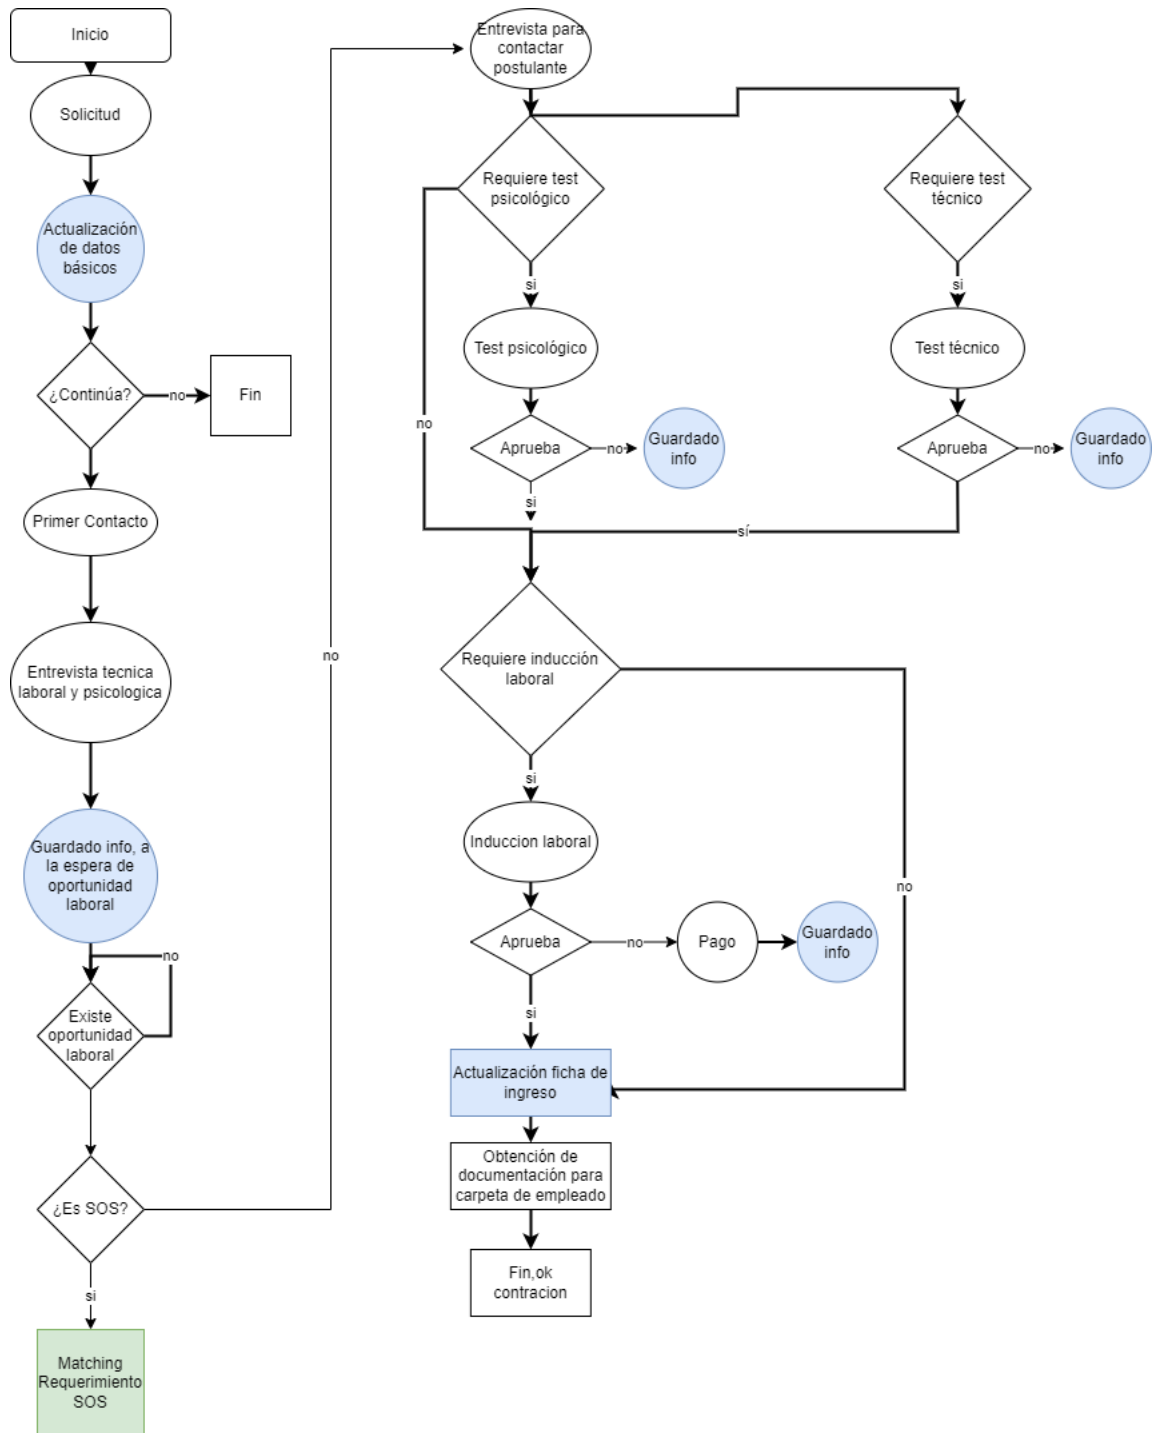 Inicio
Solicitud
Actualización
de datos
básicos
¿Continúa?
no
Fin
Primer Contacto
Entrevista tecnica
laboral y psicologica
Guardado info, a
la espera de
oportunidad
laboral
no
Existe
oportunidad
laboral
¿Es SOS?
si
Matching
Requerimiento
SOS
no
Entrevista para
contactar
postulante
Requiere test
psicológico
si
Test psicológico
no
Aprueba
no
Guardado
info
si
Requiere test
técnico
si
Test técnico
Aprueba
no
Guardado
info
sí
Requiere inducción
laboral
si
Induccion laboral
no
Aprueba
no
Pago
Guardado
info
si
Actualización ficha de
ingreso
Obtención de
documentación para
carpeta de empleado
Fin,ok
contracion